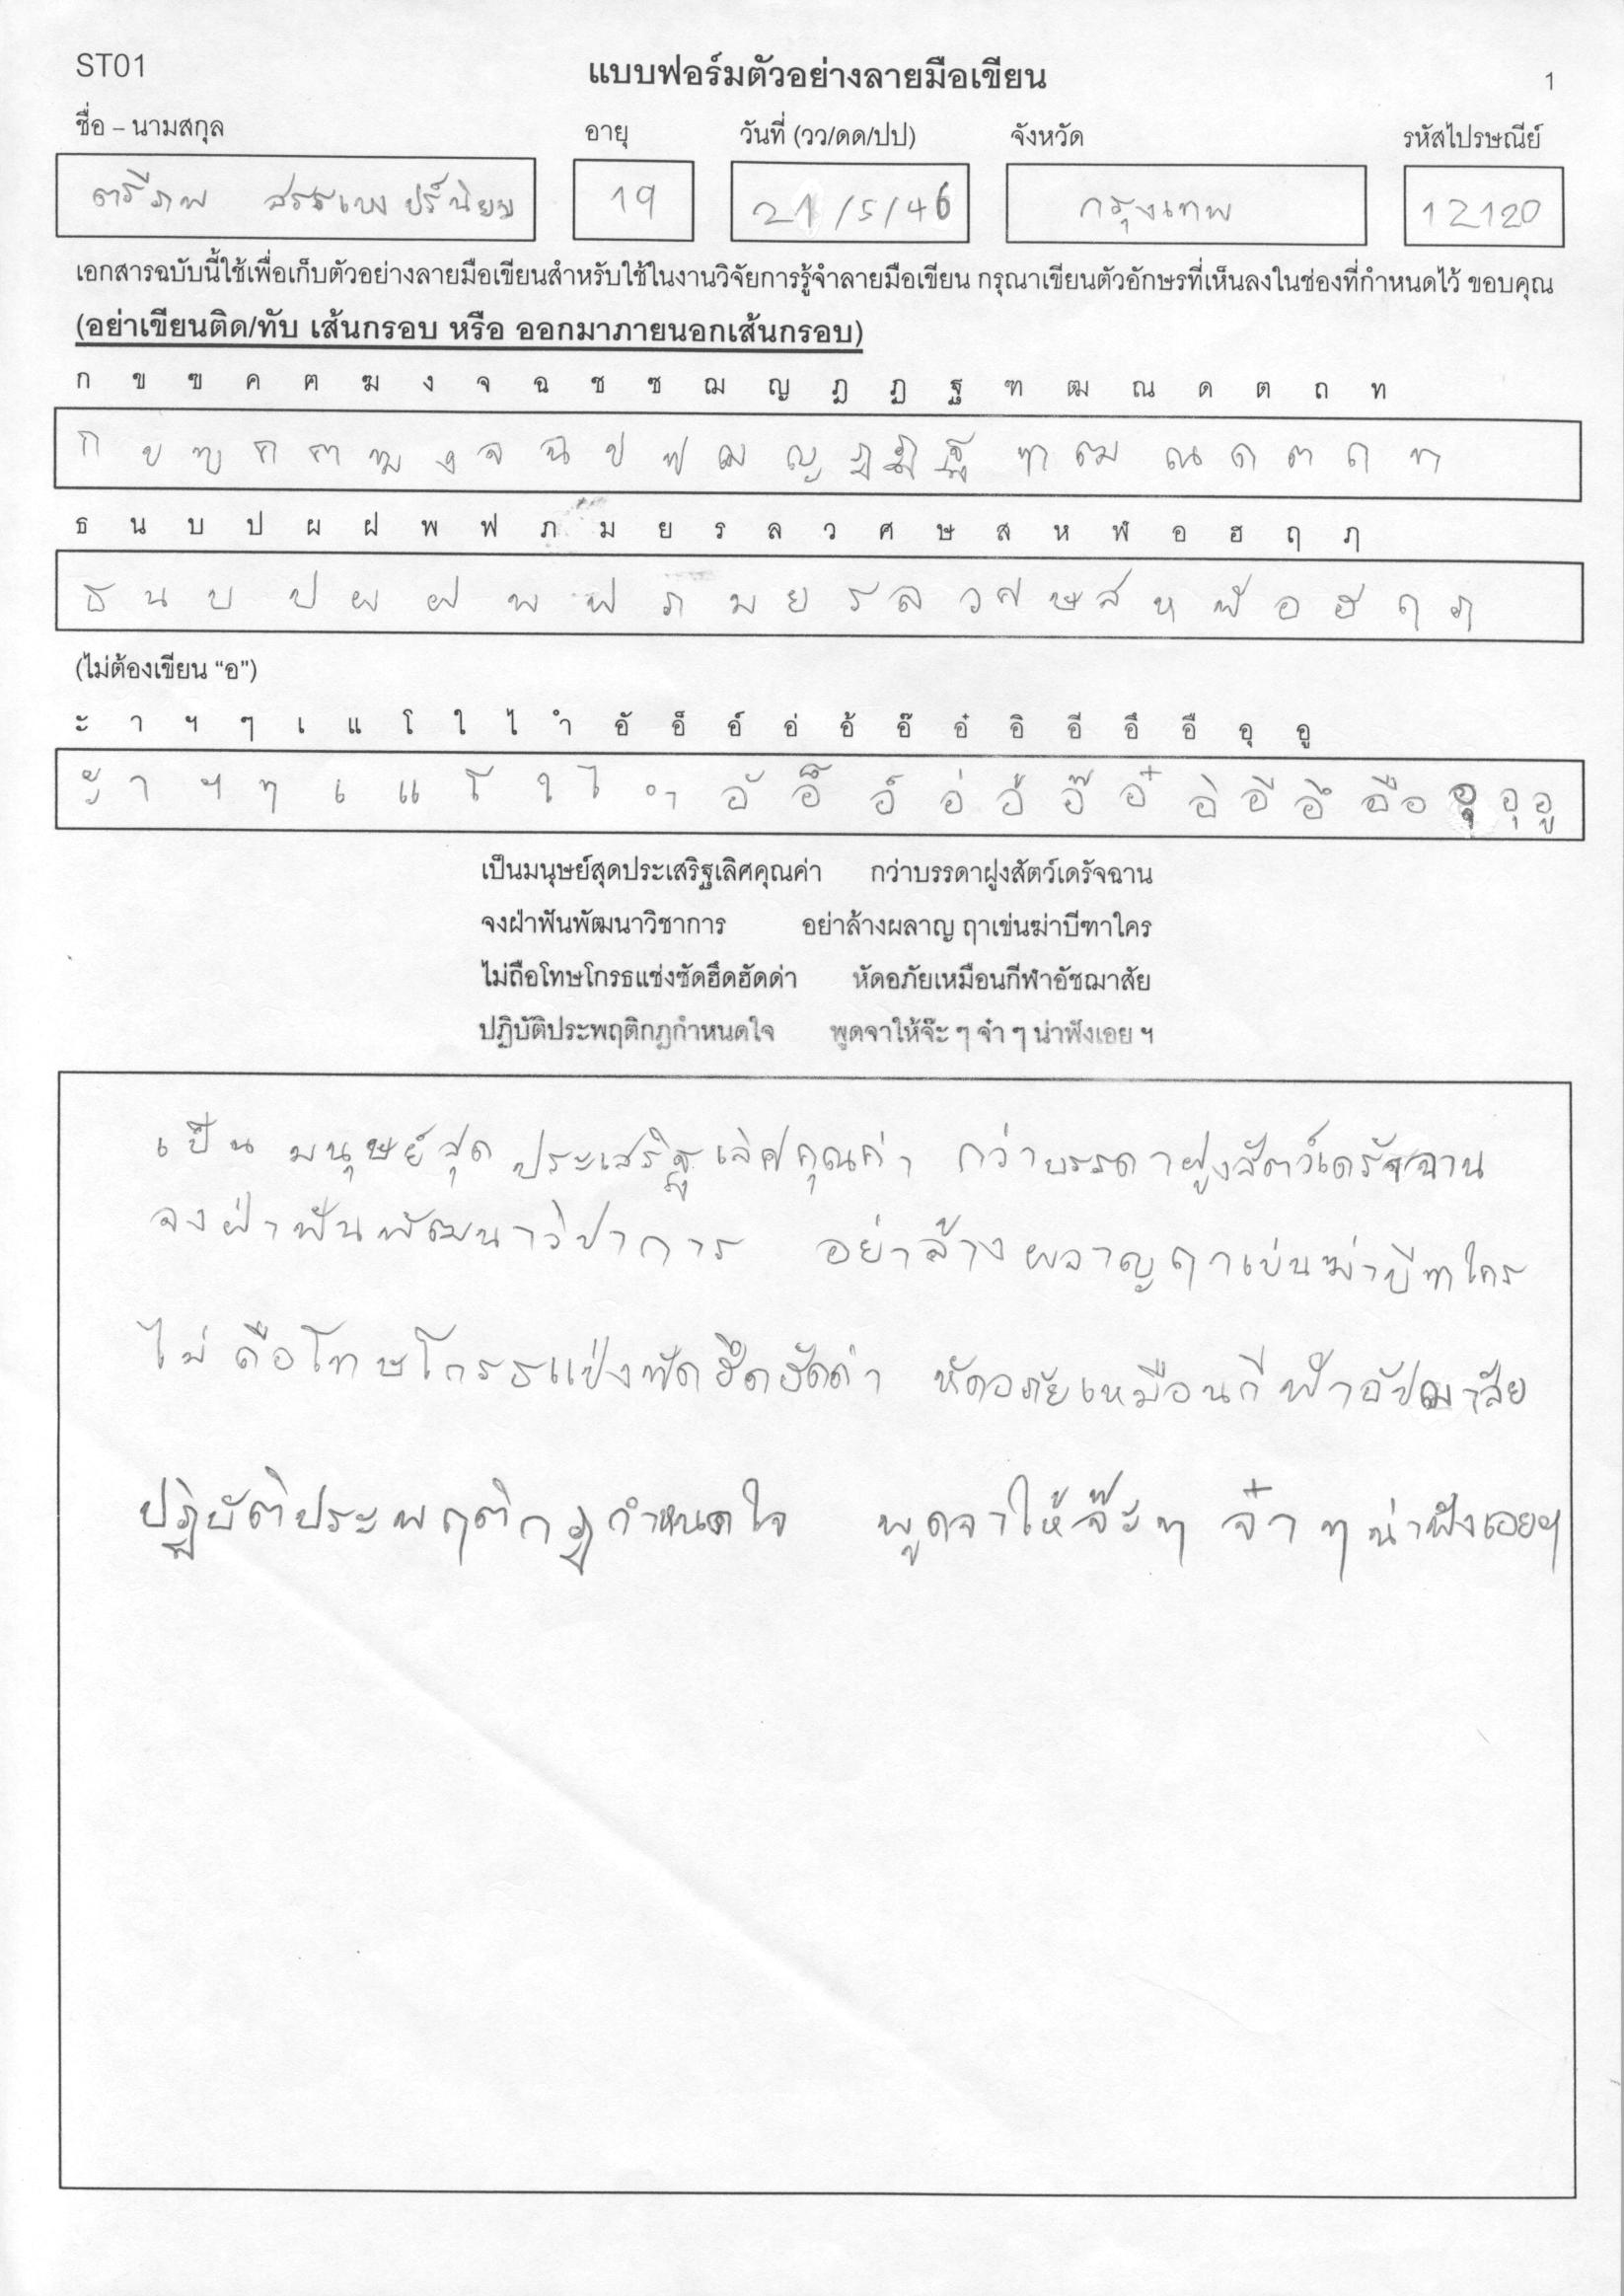 ST01 แบบฟอร์มตัวอย่างลายมือเขียน 1
ชื่อ – นามสกุล อายุ วันที่ (วว/ดด/ปป) จังหวัด รหัสไปรษณีย์
ตรีภพ 19 21/5/46 กรุงเทพ 12120
เอกสารฉบับนี้ใช้เพื่อเก็บตัวอย่างลายมือเขียนสำหรับใช้ในงานวิจัยการรู้จำลายมือเขียน กรุณาเขียนตัวอักษรที่เห็นลงในช่องที่กำหนดไว้ ขอบคุณ
(อย่าเขียนติด/ทับ เส้นกรอบ หรือ ออกมาภายนอกเส้นกรอบ)
ก ข ฃ ค ฅ ฆ ง จ ฉ ช ซ ฌ ญ ฎ ฏ ฐ ฑ ฒ ณ ด ต ถ ท
ก ข ฃ ค ฅ ฆ ง จ ฉ ช ซ ฌ ญ ฎ ฏ ฐ ฑ ฒ ณ ด ต ถ ท
ธ น บ ป ผ ฝ พ ฟ ภ ม ย ร ล ว ศ ษ ส ห ฬ อ ฮ ฤ ฦ
ธ น บ ป ผ ฝ พ ฟ ภ ม ย ร ล ว ศ ษ ส ห ฬ อ ฮ ฤ ฦ
(ไม่ต้องเขียน “อ”)
ะ า ฯ ๆ เ แ โ ใ ไ ำ อั อ็ อ์ อ่ อ้ อ๊ อ๋ อิ อี อึ อื อุ อู
ะ า ฯ ๆ เ แ โ ใ ไ ำ อั อ็ อ์ อ่ อ้ อ๊ อ๋ อิ อี อึ อือ อุ อุ อู
เป็นมนุษย์สุดประเสริฐเลิศคุณค่า กว่าบรรดาฝูงสัตว์เดรัจฉาน
จงฝ่าฟันพัฒนาวิชาการ อย่าล้างผลาญ ฤาเข่นฆ่าบีฑาใคร
ไม่ถือโทษโกรธแช่งซัดฮึดฮัดด่า หัดอภัยเหมือนกีฬาอัชฌาสัย
ปฏิบัติประพฤติกฎกำหนดใจ พูดจาให้จ๊ะ ๆ จ๋า ๆ น่าฟังเอย ฯ
เป็นมนุษย์สุดประเสริฐเลิศคุณค่า กว่าบรรดาฝูงสัตว์เดรัจฉาน
จงฝ่าฟันพัฒนาวิชาการ อย่าล้างผลาญฤาเข่นฆ่าบีฑาใคร
ไม่ถือโทษโกรธแช่งซัดฮึดฮัดด่า หัดอภัยเหมือนกีฬาอัชฌาสัย
ปฏิบัติประพฤติกฎกำหนดใจ พูดจาให้จ๊ะๆ จ๋าๆน่าฟังเอยฯ